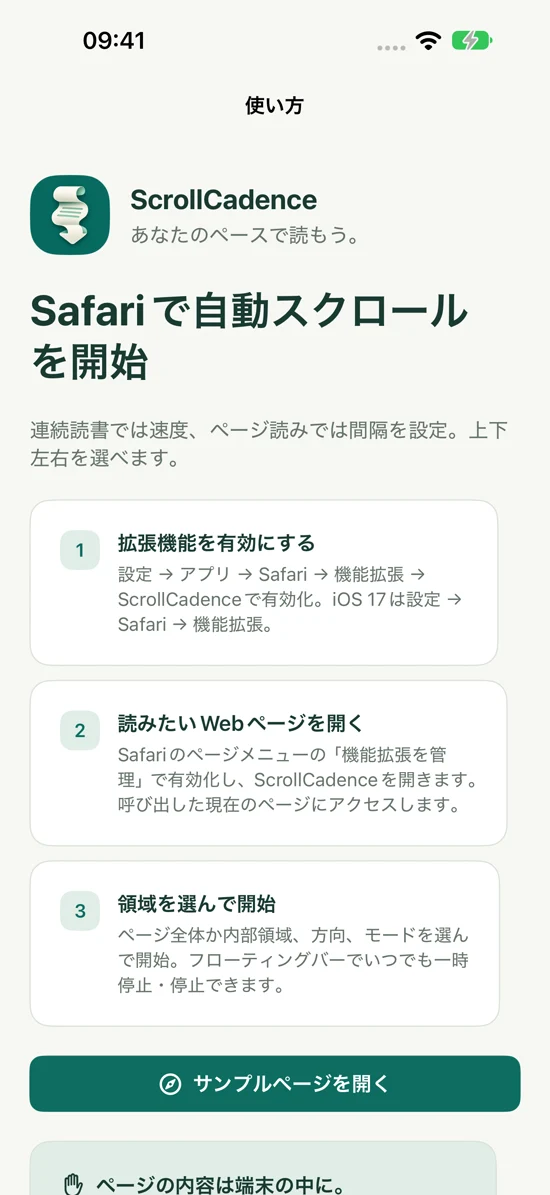 09:41
使い方
ScrollCadence
あなたのペースで読もう。
Safariで自動スクロール
を開始
連続読書では速度、ページ読みでは間隔を設定。上下
左右を選べます。
1
拡張機能を有効にする
設定 → アプリ → Safari → 機能拡張 →
ScrollCadenceで有効化。iOS 17は設定 →
Safari → 機能拡張。
2
読みたいWebページを開く
Safariのページメニューの「機能拡張を管
理」で有効化し、ScrollCadenceを開きます。
呼び出した現在のページにアクセスします。
3
領域を選んで開始
ページ全体か内部領域、方向、モードを選ん
で開始。フローティングバーでいつでも一時
停止・停止できます。
サンプルページを開く
ページの内容は端末の中に。